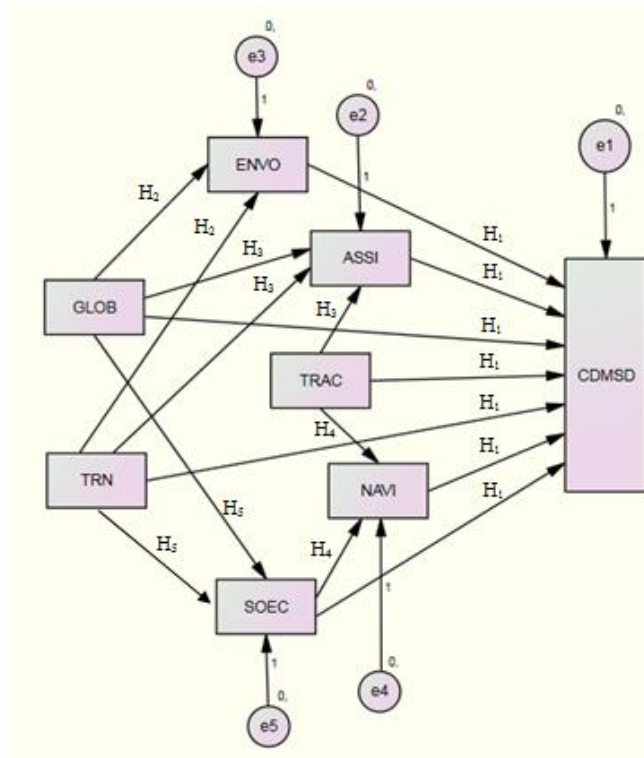 0,
e3
1
0,
e2
1
0,
e1
1
ENVO
H₂
H₂
H₃
H₃
ASSI
H₁
H₁
GLOB
H₃
H₁
TRAC
H₁
CDMSD
H₄
H₁
TRN
H₁
NAVI
H₅
H₅
H₄
H₁
SOEC
1
1
0,
e4
0,
e5